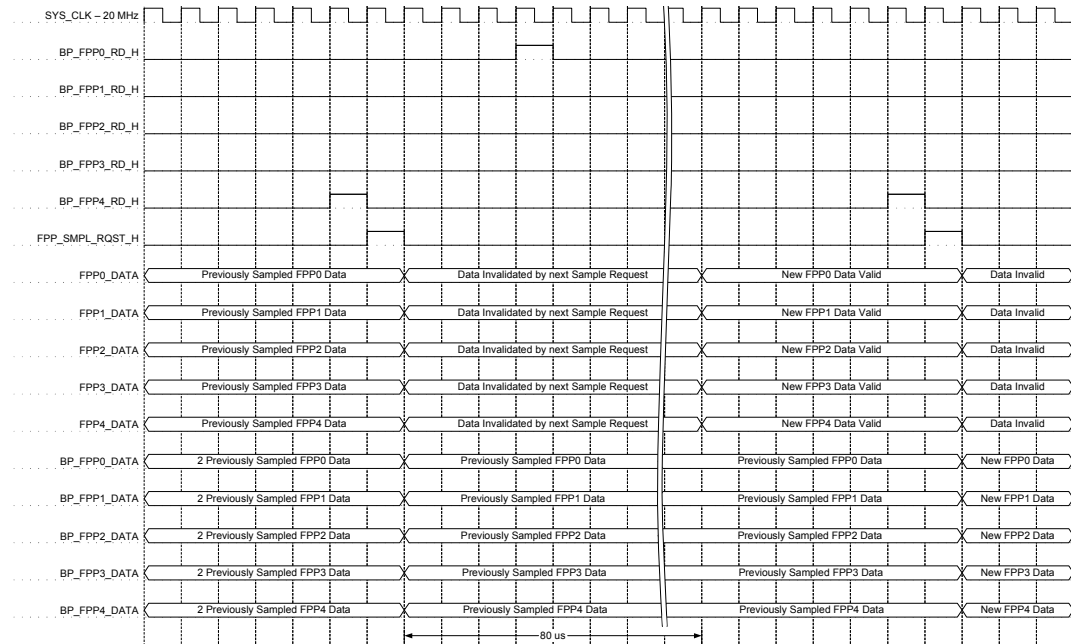 SYS_CLK – 20 MHz
BP_FPP0_RD_H
BP_FPP1_RD_H
BP_FPP2_RD_H
BP_FPP3_RD_H
BP_FPP4_RD_H
FPP_SMPL_RQST_H
FPP0_DATA Previously Sampled FPP0 Data Data Invalidated by next Sample Request New FPP0 Data Valid Data Invalid
FPP1_DATA Previously Sampled FPP1 Data Data Invalidated by next Sample Request New FPP1 Data Valid Data Invalid
FPP2_DATA Previously Sampled FPP2 Data Data Invalidated by next Sample Request New FPP2 Data Valid Data Invalid
FPP3_DATA Previously Sampled FPP3 Data Data Invalidated by next Sample Request New FPP3 Data Valid Data Invalid
FPP4_DATA Previously Sampled FPP4 Data Data Invalidated by next Sample Request New FPP4 Data Valid Data Invalid
BP_FPP0_DATA 2 Previously Sampled FPP0 Data Previously Sampled FPP0 Data Previously Sampled FPP0 Data New FPP0 Data
BP_FPP1_DATA 2 Previously Sampled FPP1 Data Previously Sampled FPP1 Data Previously Sampled FPP1 Data New FPP1 Data
BP_FPP2_DATA 2 Previously Sampled FPP2 Data Previously Sampled FPP2 Data Previously Sampled FPP2 Data New FPP2 Data
BP_FPP3_DATA 2 Previously Sampled FPP3 Data Previously Sampled FPP3 Data Previously Sampled FPP3 Data New FPP3 Data
BP_FPP4_DATA 2 Previously Sampled FPP4 Data Previously Sampled FPP4 Data Previously Sampled FPP4 Data New FPP4 Data
80 us